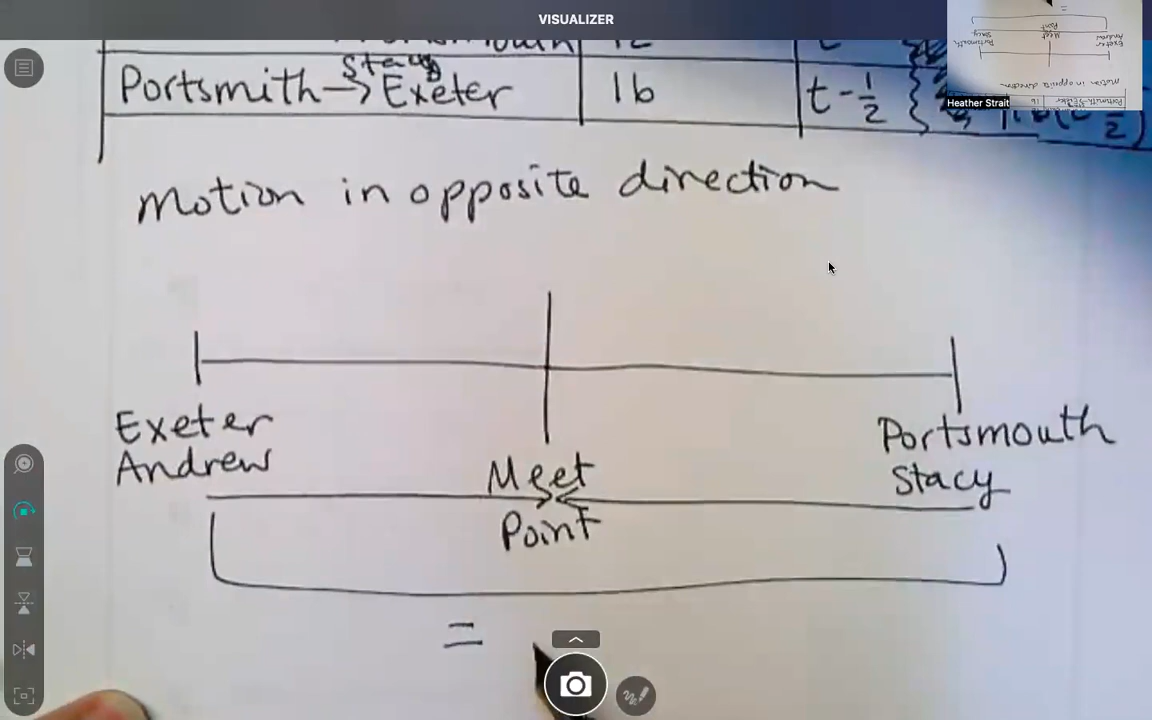 VISUALIZER
Heather Strait
12
Stacy
Portsmith → Exeter
16
t - 1/2
motion in opposite direction
Exeter
Andrew
Meet
Point
Portsmouth
Stacy
=